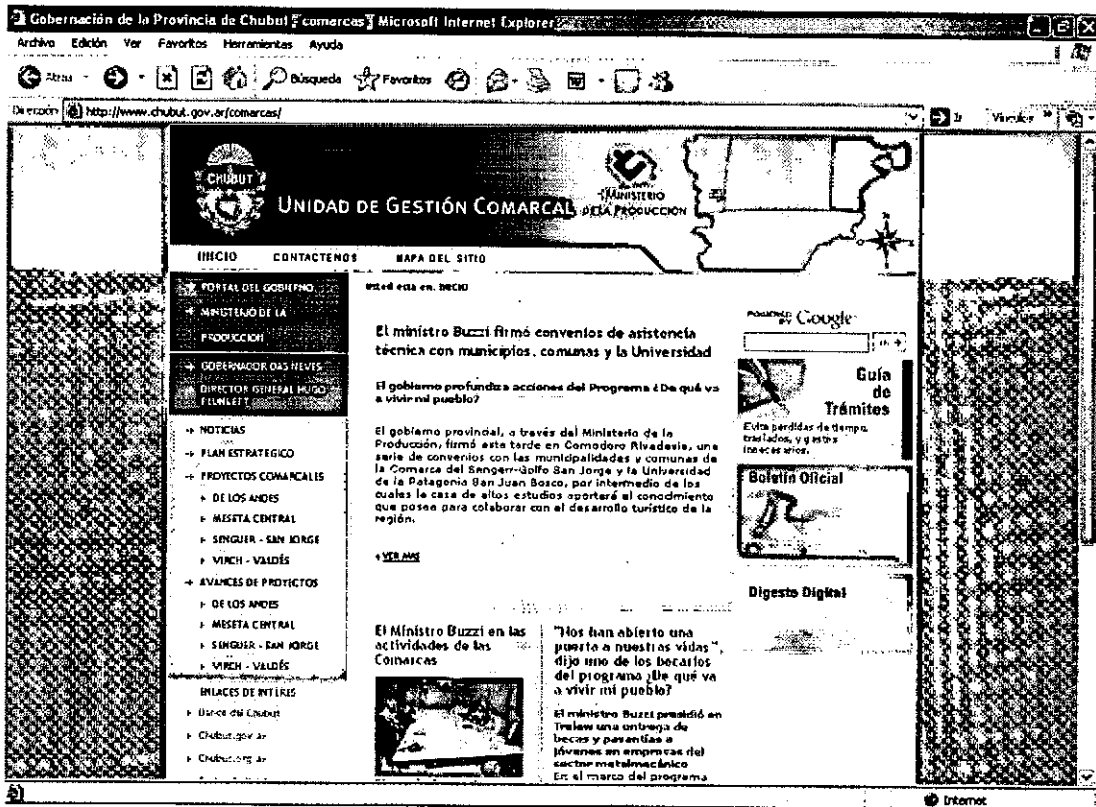 Gobernación de la Provincia de Chubut - comarcas - Microsoft Internet Explorer
Archivo Edición Ver Favoritos Herramientas Ayuda
Atras Búsqueda Favoritos
Dirección http://www.chubut.gov.ar/comarcas/ Ir Vínculos »
CHUBUT
UNIDAD DE GESTIÓN COMARCAL
MINISTERIO
DE LA PRODUCCION
INICIO CONTACTENOS MAPA DEL SITIO
PORTAL DEL GOBIERNO
MINISTERIO DE LA
PRODUCCION
GOBERNADOR DAS NEVES
DIRECTOR GENERAL HUGO
NOTICIAS
PLAN ESTRATEGICO
PROYECTOS COMARCALES
DE LOS ANDES
MESETA CENTRAL
SENGUER - SAN JORGE
VIRCH - VALDÉS
AVANCES DE PROYECTOS
DE LOS ANDES
MESETA CENTRAL
SENGUER - SAN JORGE
VIRCH - VALDÉS
ENLACES DE INTERES
Banco del Chubut
Chubut.gov.ar
Chubut.org.ar
usted esta en: INICIO
El ministro Buzzi firmó convenios de asistencia
técnica con municipios, comunas y la Universidad
El gobierno profundiza acciones del Programa ¿De qué va
a vivir mi pueblo?
El gobierno provincial, a través del Ministerio de la
Producción, firmó esta tarde en Comodoro Rivadavia, una
serie de convenios con las municipalidades y comunas de
la Comarca del Senguerr-Golfo San Jorge y la Universidad
de la Patagonia San Juan Bosco, por intermedio de los
cuales la casa de altos estudios aportará el conocimiento
que posee para colaborar con el desarrollo turístico de la
región.
+ VER MAS
El Ministro Buzzi en las
actividades de las
Comarcas
"Nos han abierto una
puerta a nuestras vidas",
dijo uno de los becarios
del programa ¿De qué va
a vivir mi pueblo?
El ministro Buzzi presidió en
Trelew una entrega de
becas y pasantías a
jóvenes en empresas del
sector metalmecánico
En el marco del programa
POWERED BY Google
Guía
de
Trámites
Evite perdidas de tiempo,
traslados, y gastos
innecesarios.
Boletín Oficial
Digesto Digital
Internet